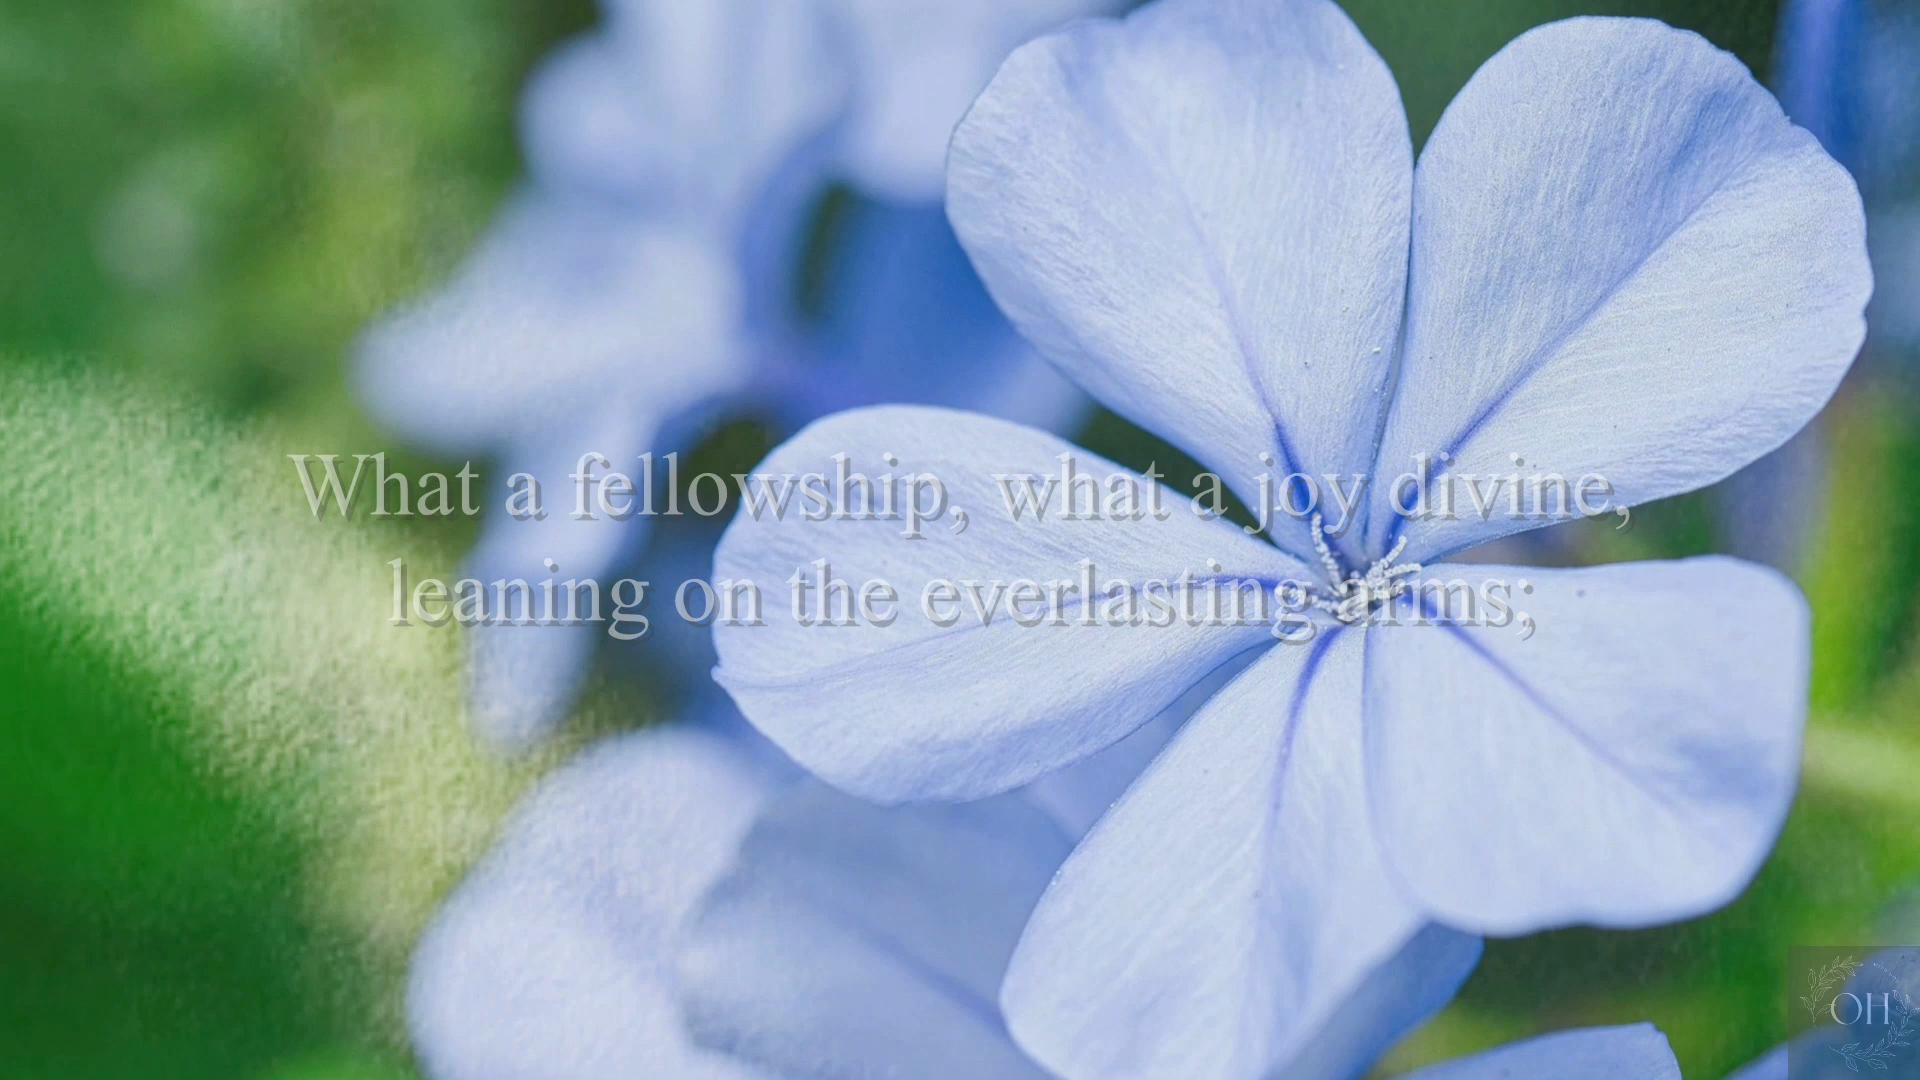 What a fellowship, what a joy divine,
leaning on the everlasting arms;
OH